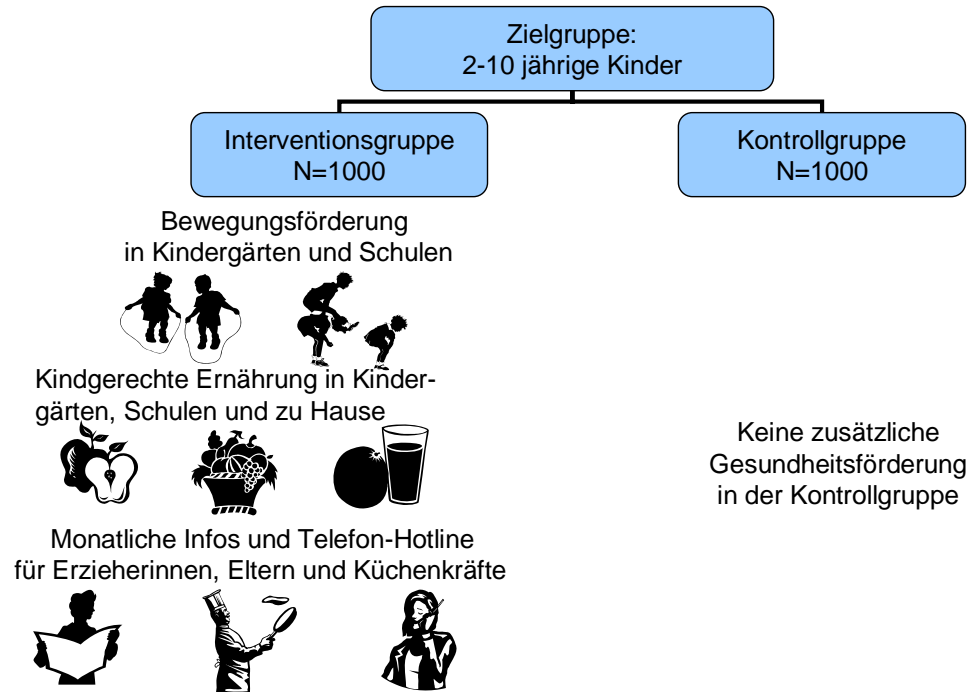 Zielgruppe:
2-10 jährige Kinder
Interventionsgruppe
N=1000
Kontrollgruppe
N=1000
Bewegungsförderung
in Kindergärten und Schulen
Kindgerechte Ernährung in Kinder-
gärten, Schulen und zu Hause
Keine zusätzliche
Gesundheitsförderung
in der Kontrollgruppe
Monatliche Infos und Telefon-Hotline
für Erzieherinnen, Eltern und Küchenkräfte